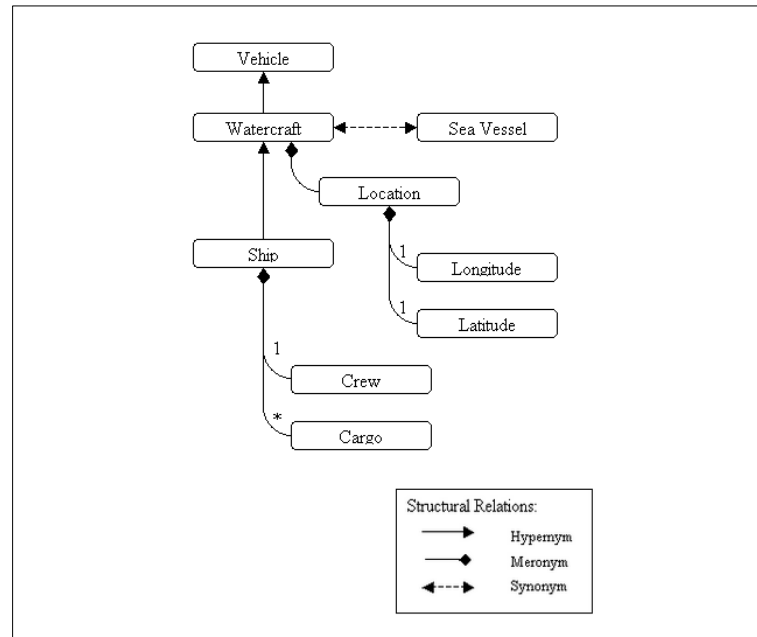 Vehicle
Watercraft
Sea Vessel
Location
Ship
1
Longitude
1
Latitude
1
Crew
*
Cargo
Structural Relations:
Hypernym
Meronym
Synonym